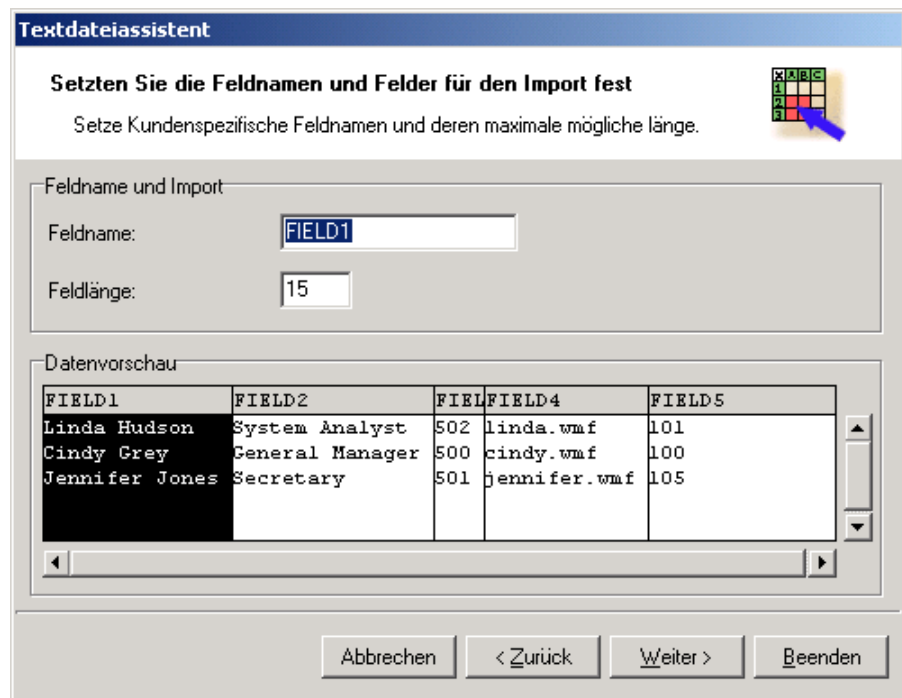 Textdateiassistent
Setzten Sie die Feldnamen und Felder für den Import fest
Setze Kundenspezifische Feldnamen und deren maximale mögliche länge.
X A B C
1
2
3
Feldname und Import
Feldname: FIELD1
Feldlänge: 15
Datenvorschau
FIELD1 FIELD2 FIEL FIELD4 FIELD5
Linda Hudson System Analyst 502 linda.wmf 101
Cindy Grey General Manager 500 cindy.wmf 100
Jennifer Jones Secretary 501 jennifer.wmf 105
Abbrechen < Zurück Weiter > Beenden